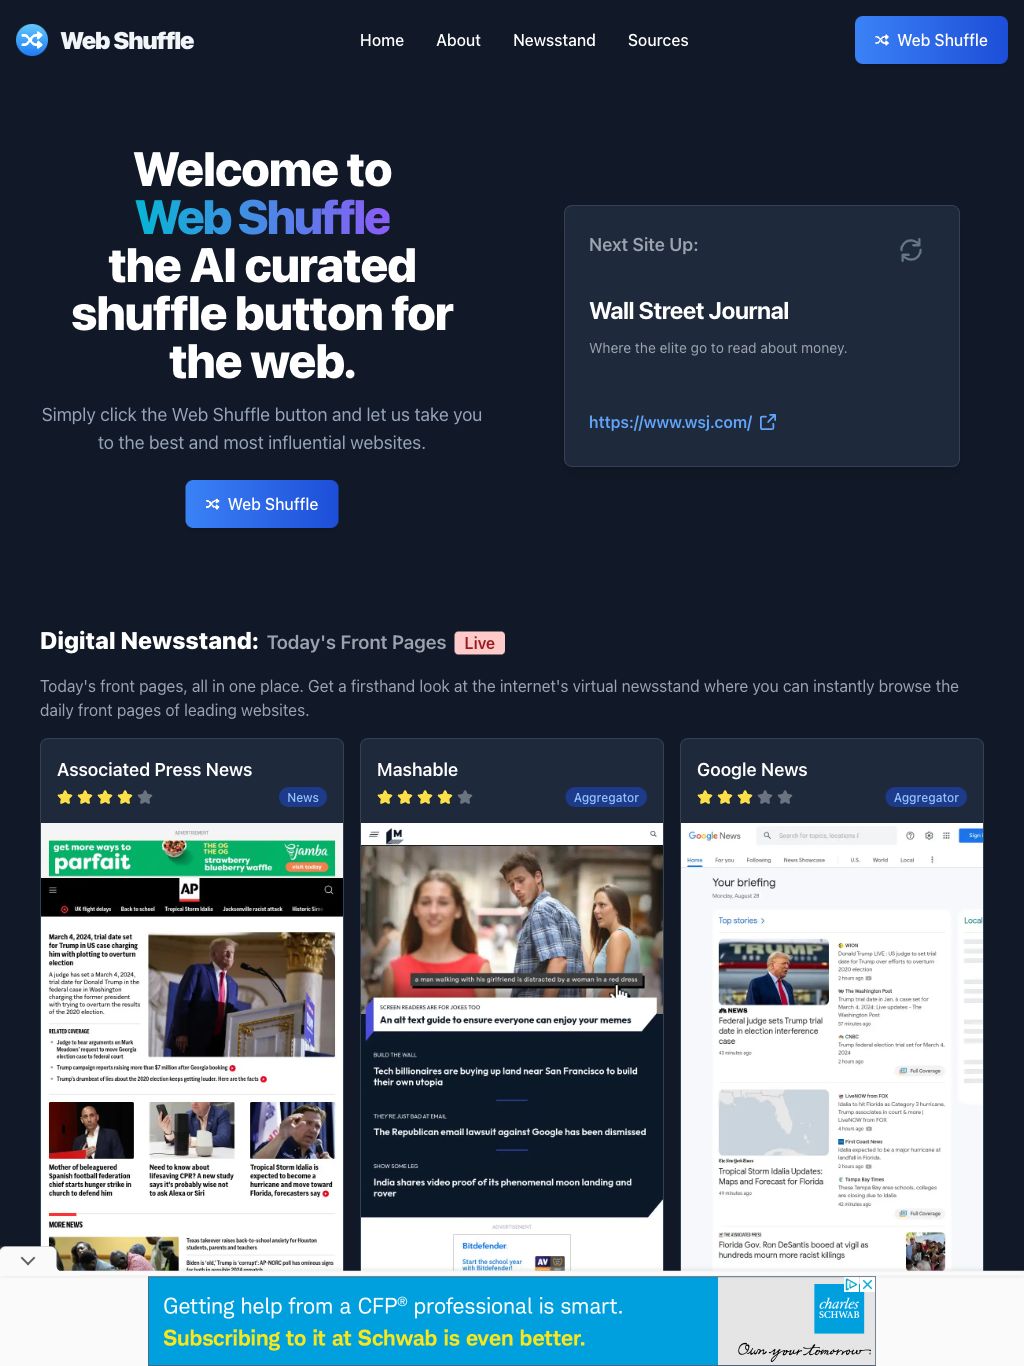 Web Shuffle
Home
About
Newsstand
Sources
Web Shuffle
Welcome to
Web Shuffle
the AI curated
shuffle button for
the web.
Simply click the Web Shuffle button and let us take you
to the best and most influential websites.
Web Shuffle
Next Site Up:
Wall Street Journal
Where the elite go to read about money.
https://www.wsj.com/
Digital Newsstand: Today's Front Pages Live
Today's front pages, all in one place. Get a firsthand look at the internet's virtual newsstand where you can instantly browse the
daily front pages of leading websites.
Associated Press News
News
ADVERTISEMENT
get more ways to
parfait
THE OG
THE OG
strawberry
blueberry waffle
jamba
visit today
AP
UK flight delays
Back to school
Tropical Storm Idalia
Jacksonville racist attack
March 4, 2024, trial date set
for Trump in US case charging
him with plotting to overturn
election
A judge has set a March 4, 2024,
trial date for Donald Trump in the
federal case in Washington
charging the former president
with trying to overturn the results
of the 2020 election.
RELATED COVERAGE
Judge to hear arguments on Mark
Meadows' request to move Georgia
election case to federal court
Trump campaign reports raising more than $7 million after Georgia booking
Trump's drumbeat of lies about the 2020 election keeps getting louder. Here are the facts
Mother of beleaguered
Spanish football federation
chief starts hunger strike in
church to defend him
Need to know about
lifesaving CPR? A new study
says it's probably wise not
to ask Alexa or Siri
Tropical Storm Idalia is
expected to become a
hurricane and move toward
Florida, forecasters say
MORE NEWS
Texas takeover raises back-to-school anxiety for Houston
students, parents and teachers
Biden is 'old,' Trump is 'corrupt': AP-NORC poll has ominous signs
for both in possible 2024 rematch
Mashable
Aggregator
M
a man walking with his girlfriend is distracted by a woman in a red dress
SCREEN READERS ARE FOR JOKES TOO
An alt text guide to ensure everyone can enjoy your memes
BUILD THE WALL
Tech billionaires are buying up land near San Francisco to build
their own utopia
THEY'RE JUST BAD AT EMAIL
The Republican email lawsuit against Google has been dismissed
SHOW SOME LEG
India shares video proof of its phenomenal moon landing and
rover
ADVERTISEMENT
Bitdefender
Start the school year
with Bitdefender!
AV
Google News
Aggregator
Google News
Search for topics, locations
Sign i
Home
For you
Following
News Showcase
U.S.
World
Local
Your briefing
Monday, August 28
Top stories
Local
TRUMP
NEWS
Federal judge sets Trump trial
date in election interference
case
43 minutes ago
WION
Donald Trump LIVE : US judge to set trial
date for Trump over efforts to overturn
2020 election
2 hours ago
The Washington Post
Trump trial date in Jan. 6 case set for
March 4, 2024: Live updates - The
Washington Post
57 minutes ago
CNBC
Trump federal election trial set for March 4,
2024
2 hours ago
Full Coverage
The New York Times
Tropical Storm Idalia Updates:
Maps and Forecast for Florida
49 minutes ago
LiveNOW from FOX
Idalia to hit Florida as Category 3 hurricane,
Trump associates in court & more |
LiveNOW from FOX
4 hours ago
First Coast News
Idalia expected to be a major hurricane at
landfall in Florida.
2 hours ago
Tampa Bay Times
These Tampa Bay area schools, colleges
are closing due to Idalia
42 minutes ago
Full Coverage
THE ASSOCIATED PRESS
Florida Gov. Ron DeSantis booed at vigil as
hundreds mourn more racist killings
Getting help from a CFP® professional is smart.
Subscribing to it at Schwab is even better.
charles
SCHWAB
Own your tomorrow.